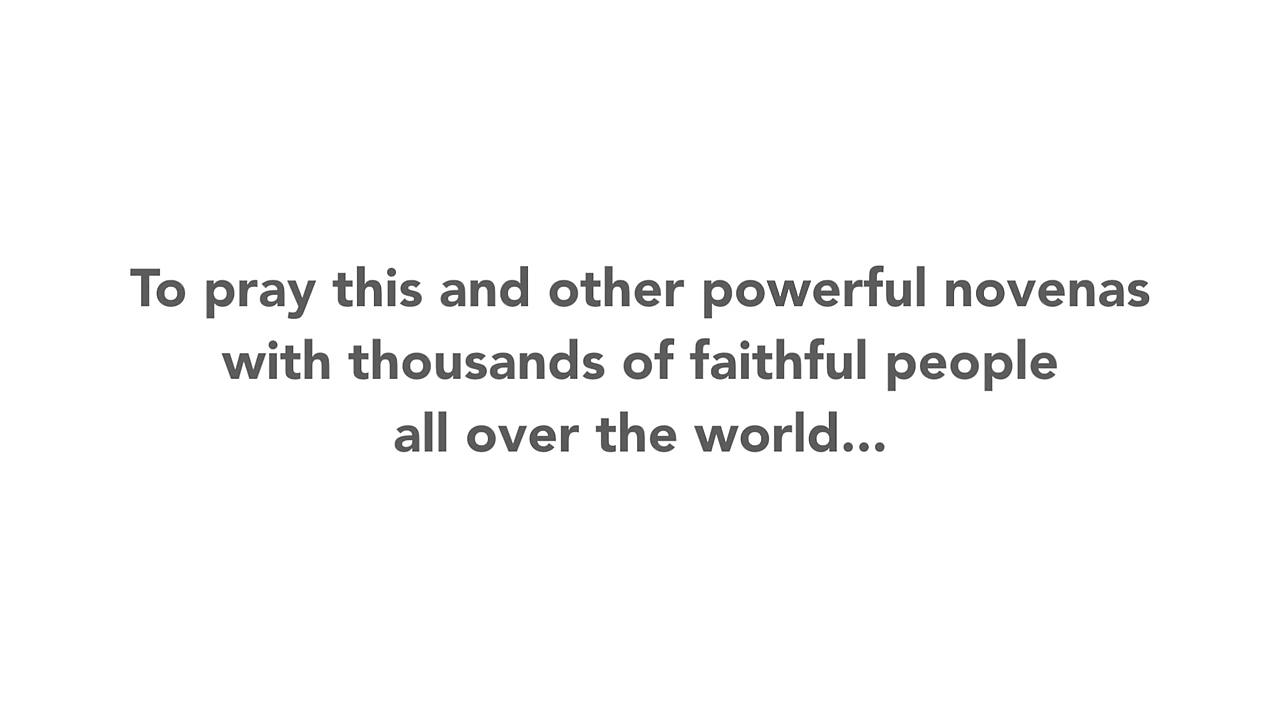 To pray this and other powerful novenas
with thousands of faithful people
all over the world...